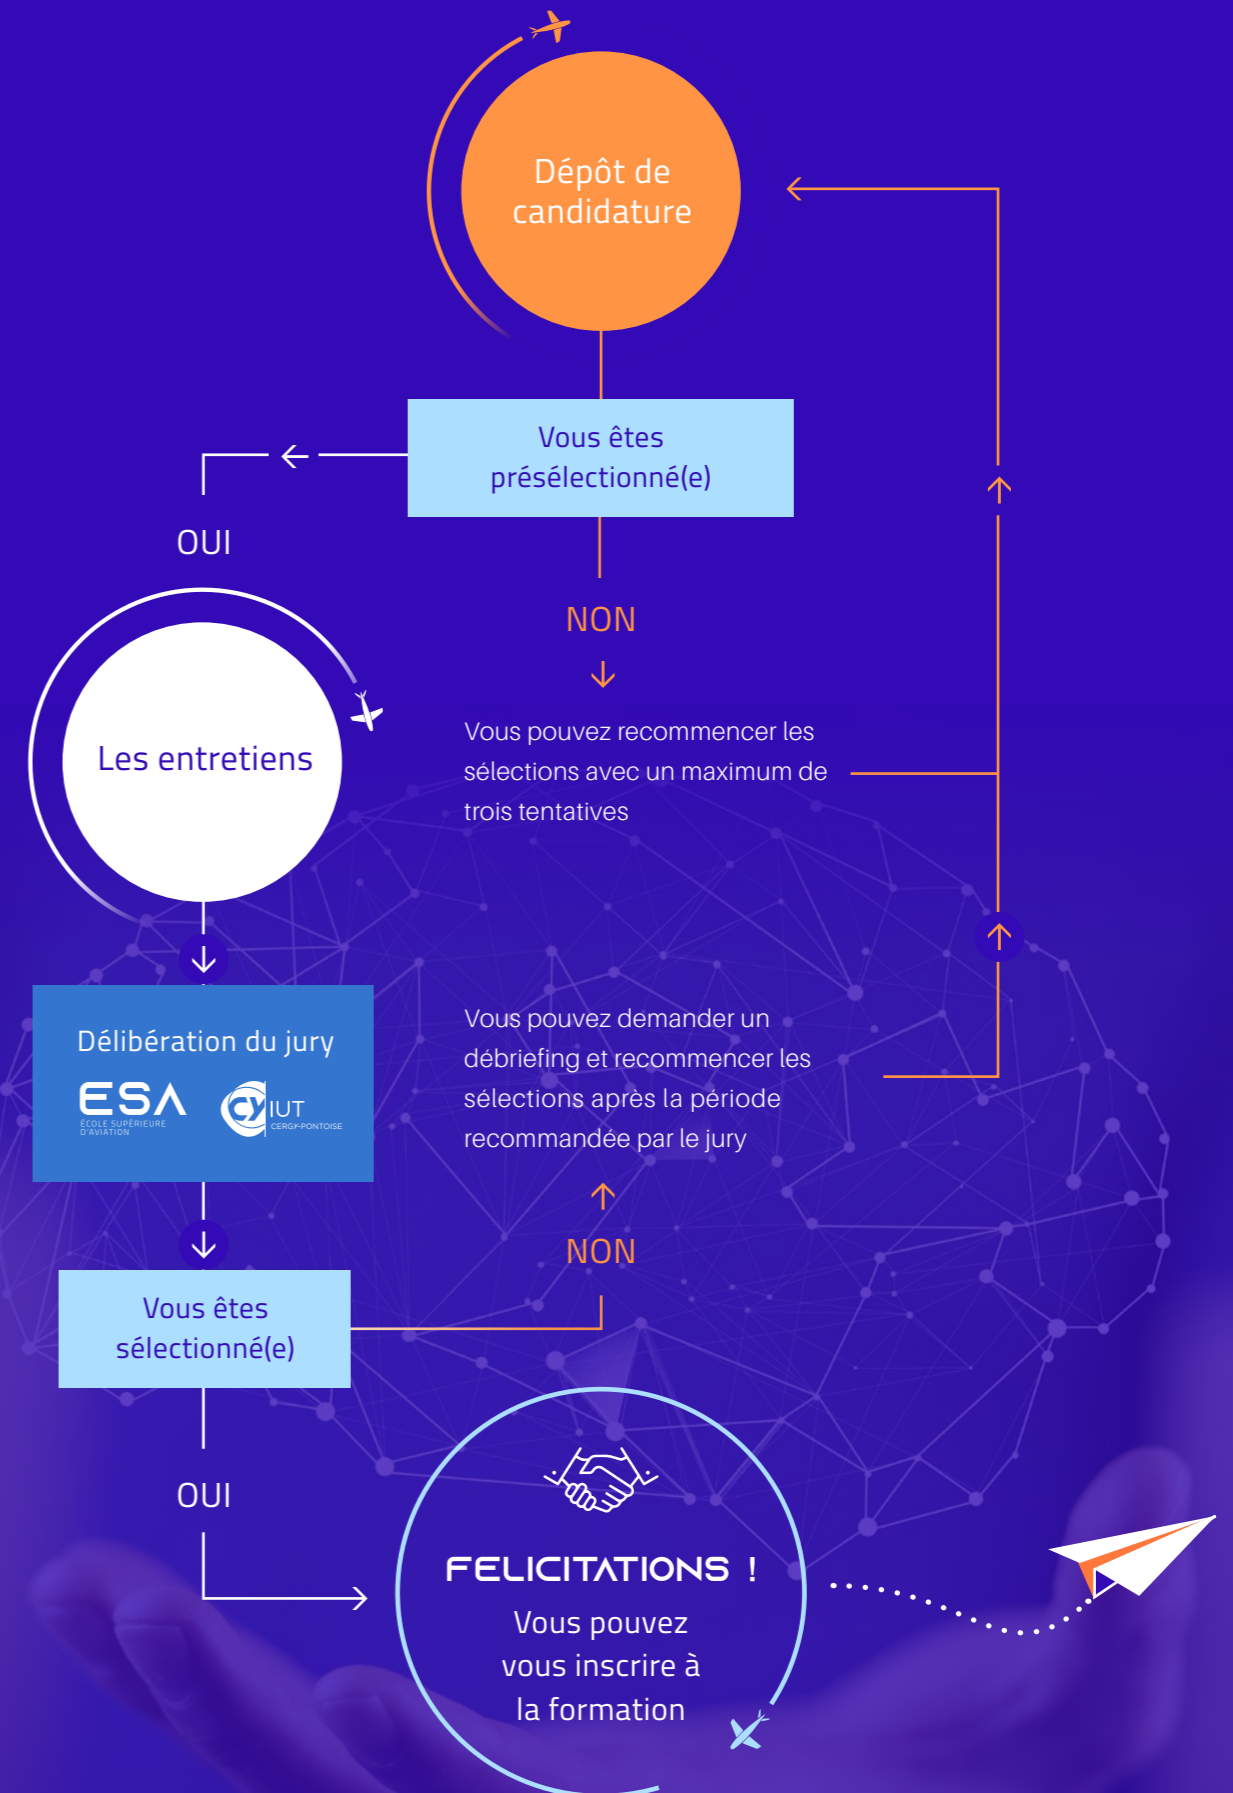 Dépôt de
candidature
Vous êtes
présélectionné(e)
OUI
NON
Les entretiens
Vous pouvez recommencer les
sélections avec un maximum de
trois tentatives
Délibération du jury
ESA
ÉCOLE SUPÉRIEURE
D'AVIATION
CY IUT
CERGY-PONTOISE
Vous pouvez demander un
débriefing et recommencer les
sélections après la période
recommandée par le jury
NON
Vous êtes
sélectionné(e)
OUI
FELICITATIONS !
Vous pouvez
vous inscrire à
la formation